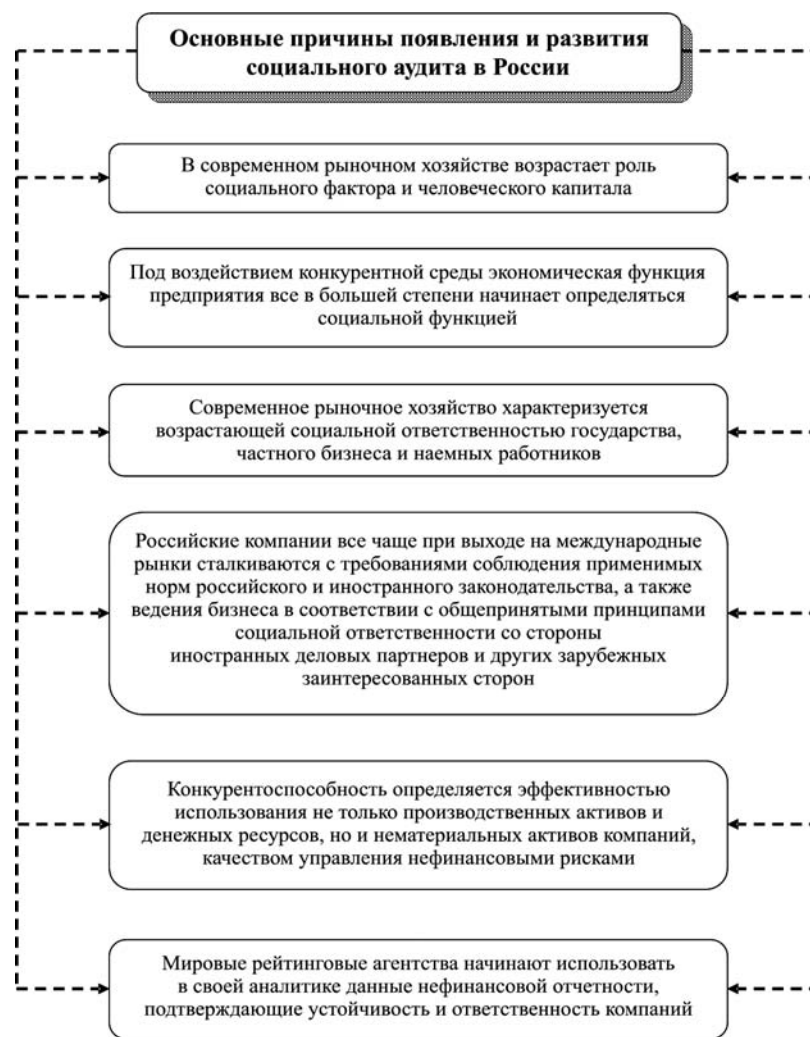 Основные причины появления и развития
социального аудита в России
В современном рыночном хозяйстве возрастает роль
социального фактора и человеческого капитала
Под воздействием конкурентной среды экономическая функция
предприятия все в большей степени начинает определяться
социальной функцией
Современное рыночное хозяйство характеризуется
возрастающей социальной ответственностью государства,
частного бизнеса и наемных работников
Российские компании все чаще при выходе на международные
рынки сталкиваются с требованиями соблюдения применимых
норм российского и иностранного законодательства, а также
ведения бизнеса в соответствии с общепринятыми принципами
социальной ответственности со стороны
иностранных деловых партнеров и других зарубежных
заинтересованных сторон
Конкурентоспособность определяется эффективностью
использования не только производственных активов и
денежных ресурсов, но и нематериальных активов компаний,
качеством управления нефинансовыми рисками
Мировые рейтинговые агентства начинают использовать
в своей аналитике данные нефинансовой отчетности,
подтверждающие устойчивость и ответственность компаний